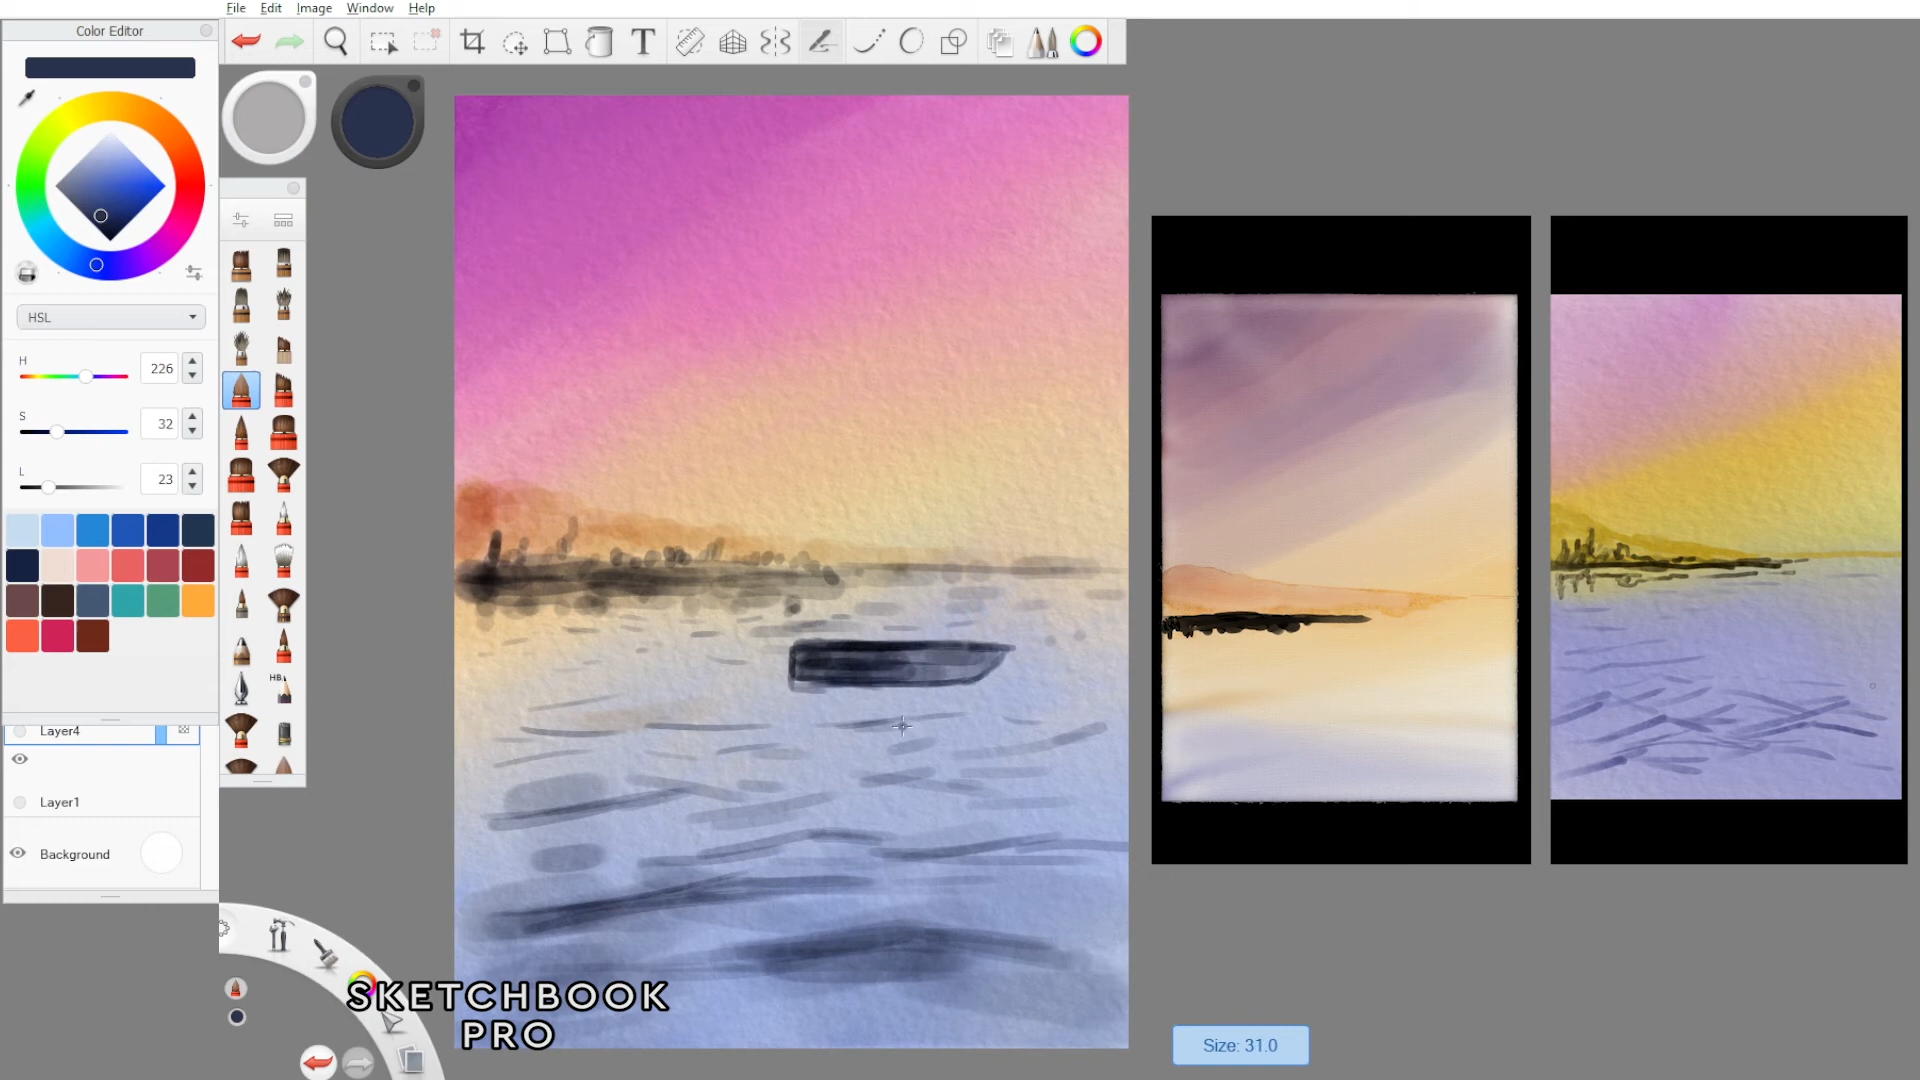 File Edit Image Window Help
Color Editor
HSL
H
226
S
32
L
23
HB
Layer4
Layer1
Background
SKETCHBOOK
PRO
Size: 31.0